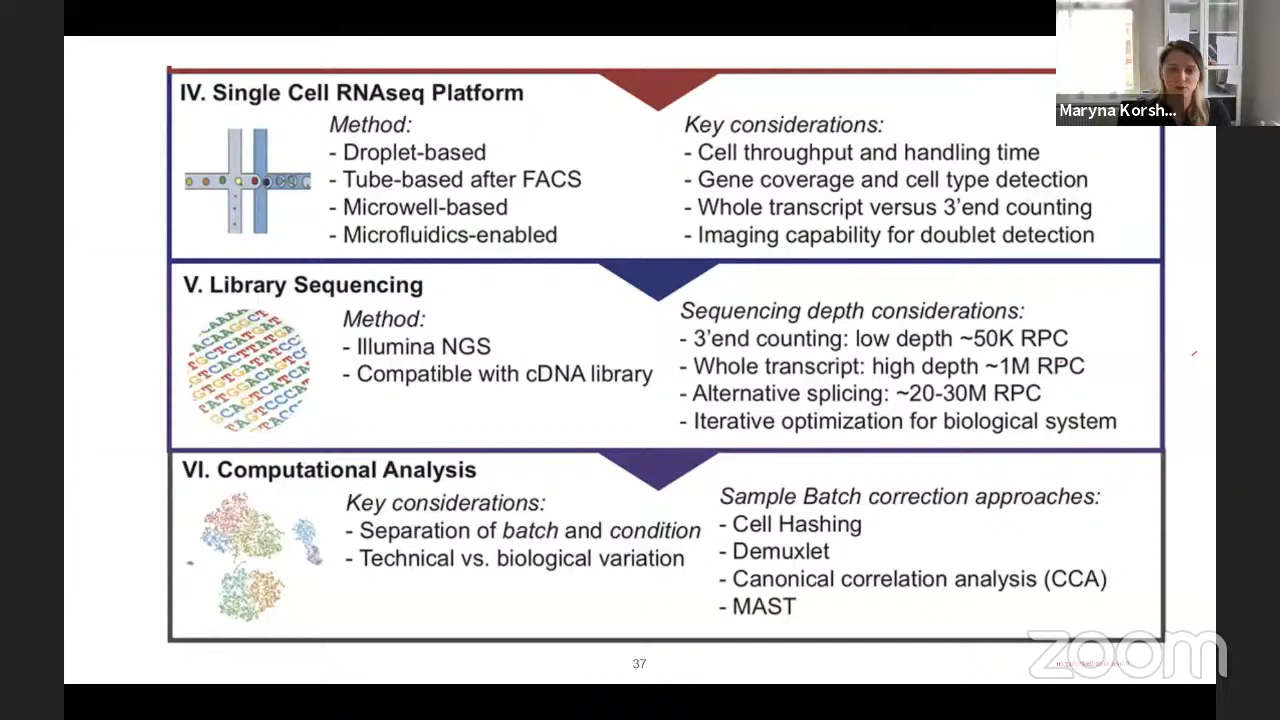 Maryna Korsh...
IV. Single Cell RNAseq Platform
Method:
- Droplet-based
- Tube-based after FACS
- Microwell-based
- Microfluidics-enabled
Key considerations:
- Cell throughput and handling time
- Gene coverage and cell type detection
- Whole transcript versus 3'end counting
- Imaging capability for doublet detection
V. Library Sequencing
Method:
- Illumina NGS
- Compatible with cDNA library
Sequencing depth considerations:
- 3'end counting: low depth ~50K RPC
- Whole transcript: high depth ~1M RPC
- Alternative splicing: ~20-30M RPC
- Iterative optimization for biological system
VI. Computational Analysis
Key considerations:
- Separation of batch and condition
- Technical vs. biological variation
Sample Batch correction approaches:
- Cell Hashing
- Demuxlet
- Canonical correlation analysis (CCA)
- MAST
37
zoom